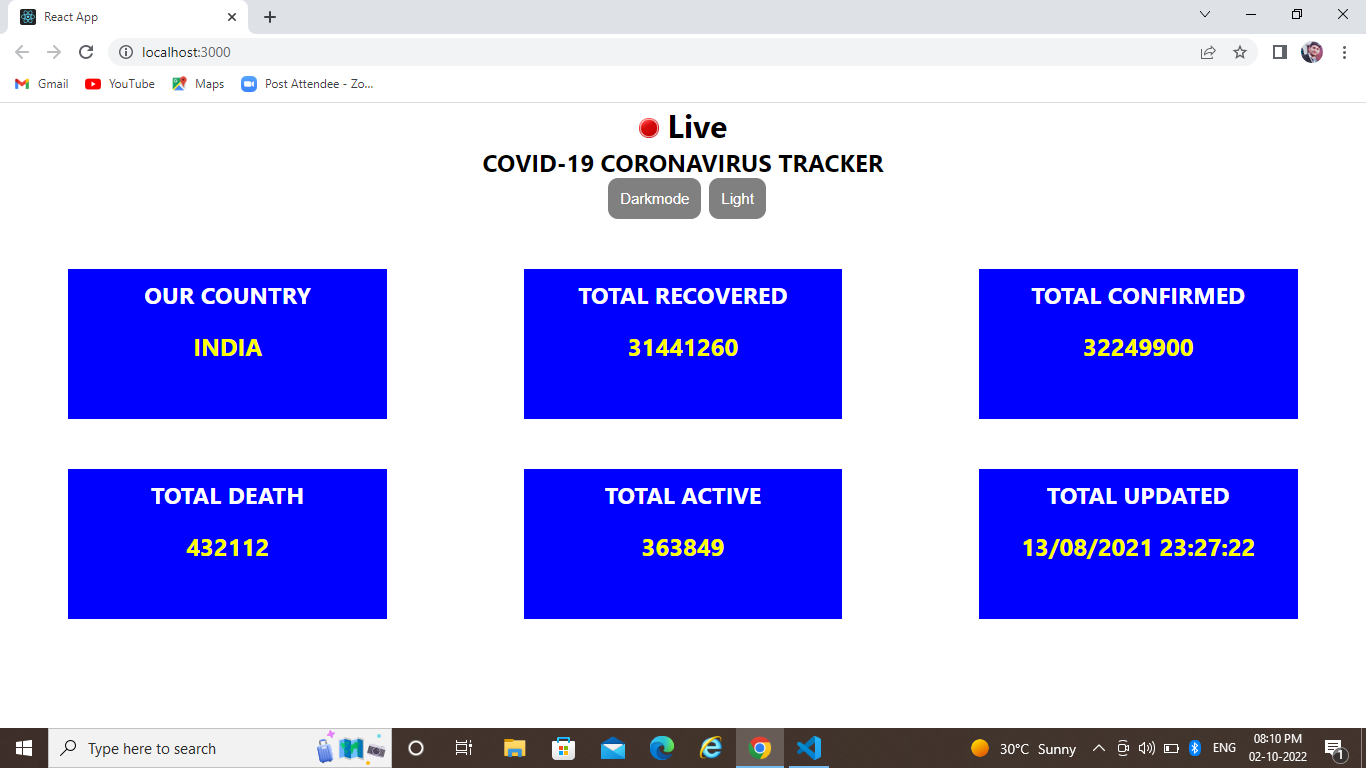 React App
localhost:3000
Gmail
YouTube
Maps
Post Attendee - Zo...
Live
COVID-19 CORONAVIRUS TRACKER
Darkmode
Light
OUR COUNTRY
INDIA
TOTAL RECOVERED
31441260
TOTAL CONFIRMED
32249900
TOTAL DEATH
432112
TOTAL ACTIVE
363849
TOTAL UPDATED
13/08/2021 23:27:22
Type here to search
30°C Sunny
ENG
08:10 PM
02-10-2022
1